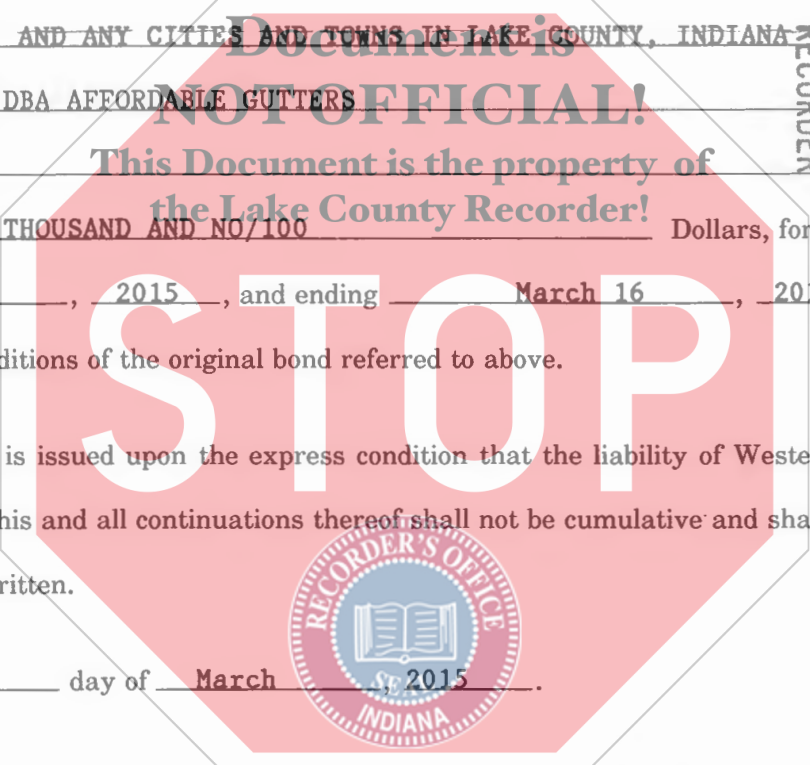 AND ANY CITIES AND TOWNS IN LAKE COUNTY, INDIANA
Document is
RECORDER
DBA AFFORDABLE GUTTERS
NOT OFFICIAL!
This Document is the property of
the Lake County Recorder!
THOUSAND AND NO/100 Dollars, for
, 2015 , and ending March 16 , 201
STOP
ditions of the original bond referred to above.
is issued upon the express condition that the liability of Weste
his and all continuations thereof shall not be cumulative and sha
ritten.
RECORDER'S OFFICE
SEAL
INDIANA
day of March , 2015 .